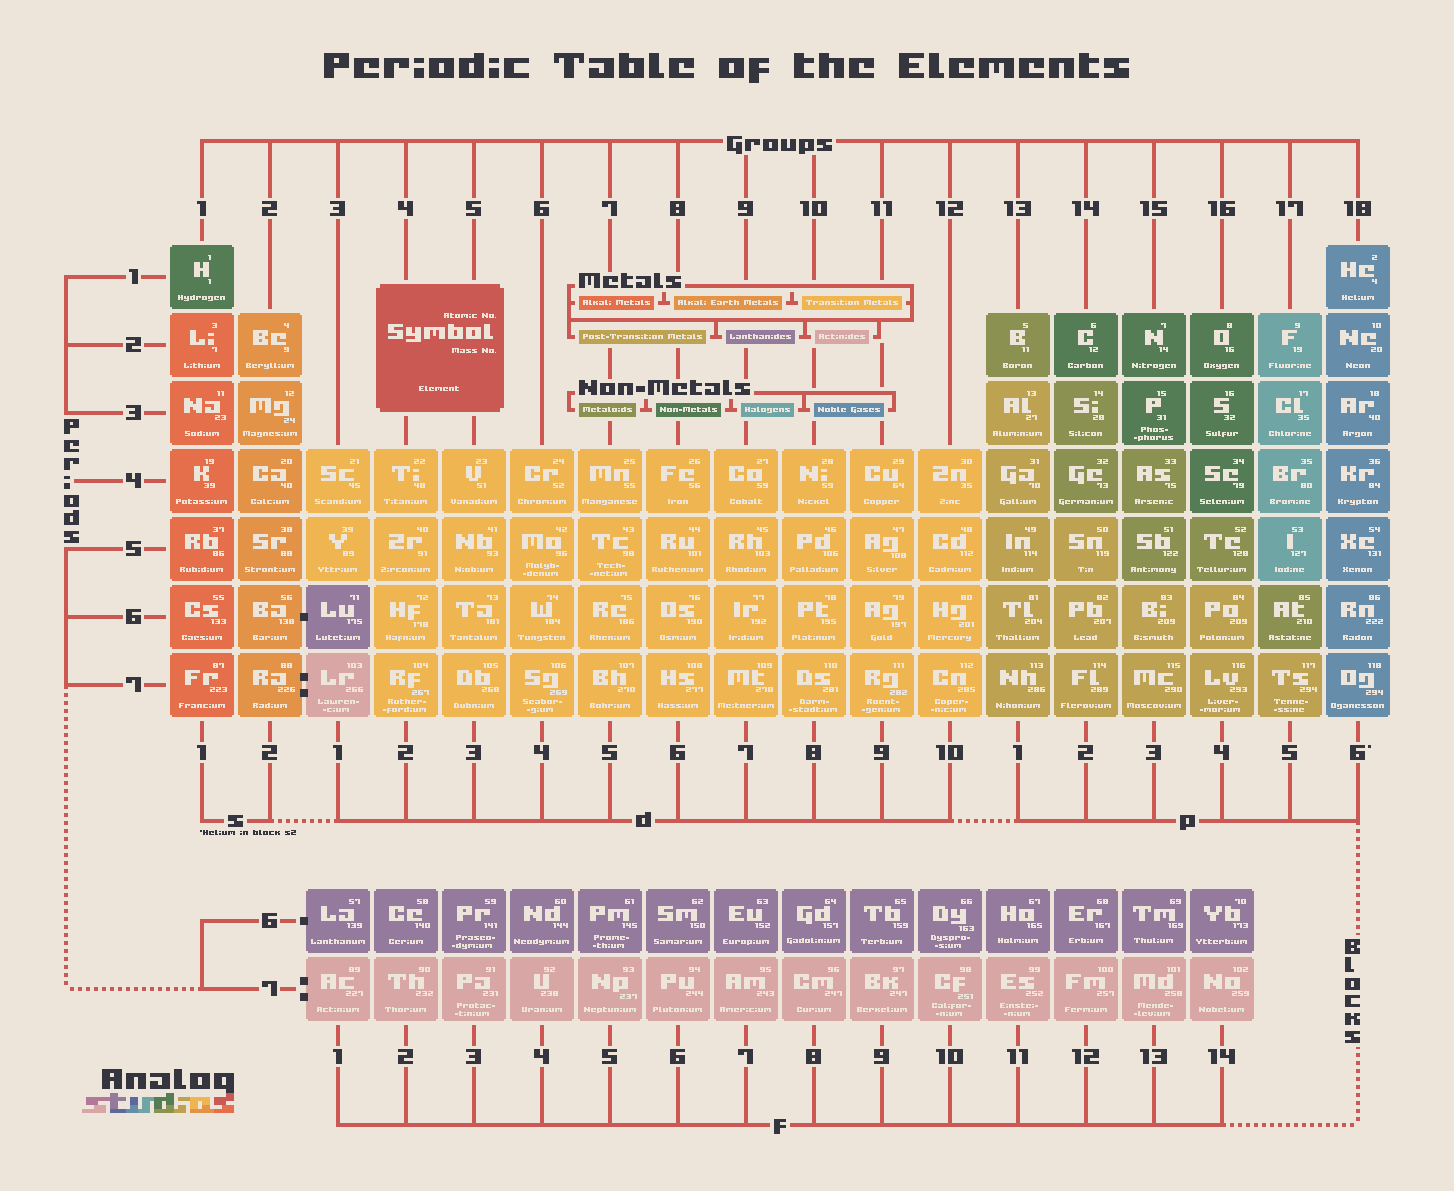 Periodic Table of the Elements
Groups
1 2 3 4 5 6 7 8 9 10 11 12 13 14 15 16 17 18
Periods
1
1 2
H He
1 4
Hydrogen Helium
Atomic No.
Symbol
Mass No.
Element
Metals
Alkali Metals Alkali Earth Metals Transition Metals
Post-Transition Metals Lanthanides Actinides
Non-Metals
Metaloids Non-Metals Halogens Noble Gases
2
3 4 5 6 7 8 9 10
Li Be B C N O F Ne
7 9 11 12 14 16 19 20
Lithium Beryllium Boron Carbon Nitrogen Oxygen Fluorine Neon
3
11 12 13 14 15 16 17 18
Na Mg Al Si P S Cl Ar
23 24 27 28 31 32 35 40
Sodium Magnesium Aluminum Silicon Phos-phorus Sulfur Chlorine Argon
4
19 20 21 22 23 24 25 26 27 28 29 30 31 32 33 34 35 36
K Ca Sc Ti V Cr Mn Fe Co Ni Cu Zn Ga Ge As Se Br Kr
39 40 45 48 51 52 55 56 59 59 64 35 70 73 75 79 80 84
Potassium Calcium Scandium Titanium Vanadium Chromium Manganese Iron Cobalt Nickel Copper Zinc Gallium Germanium Arsenic Selenium Bromine Krypton
5
37 38 39 40 41 42 43 44 45 46 47 48 49 50 51 52 53 54
Rb Sr Y Zr Nb Mo Tc Ru Rh Pd Ag Cd In Sn Sb Te I Xe
86 88 89 91 93 96 98 101 103 106 108 112 114 119 122 128 127 131
Rubidium Strontium Yttrium Zirconium Niobium Molyb-denum Tech-netium Ruthenium Rhodium Palladium Silver Cadmium Indium Tin Antimony Tellurium Iodine Xenon
6
55 56 71 72 73 74 75 76 77 78 79 80 81 82 83 84 85 86
Cs Ba Lu Hf Ta W Re Os Ir Pt Ag Hg Tl Pb Bi Po At Rn
133 138 175 178 181 184 186 190 192 195 197 201 204 207 209 209 210 222
Caesium Barium Lutetium Hafnium Tantalum Tungsten Rhenium Osmium Iridium Platinum Gold Mercury Thallium Lead Bismuth Polonium Astatine Radon
7
87 88 103 104 105 106 107 108 109 110 111 112 113 114 115 116 117 118
Fr Ra Lr Rf Db Sg Bh Hs Mt Ds Rg Cn Nh Fl Mc Lv Ts Og
223 226 266 267 268 269 270 277 278 281 282 285 286 289 290 293 294 294
Francium Radium Lawren-cium Ruther-fordium Dubnium Seabor-gium Bohrium Hassium Meitnerium Darm-stadtium Roent-genium Coper-nicium Nihonium Flerovium Moscovium Liver-morium Tenne-ssine Oganesson
1 2 1 2 3 4 5 6 7 8 9 10 1 2 3 4 5 6*
s d p
*Helium in block s2
6
57 58 59 60 61 62 63 64 65 66 67 68 69 70
La Ce Pr Nd Pm Sm Eu Gd Tb Dy Ho Er Tm Yb
139 140 141 144 145 150 152 157 159 163 165 167 169 173
Lanthanum Cerium Praseo-dymium Neodymium Prome-thium Samarium Europium Gadolinium Terbium Dyspro-sium Holmium Erbium Thulium Ytterbium
7
89 90 91 92 93 94 95 96 97 98 99 100 101 102
Ac Th Pa U Np Pu Am Cm Bk Cf Es Fm Md No
227 232 231 238 237 244 243 247 247 251 252 257 258 259
Actinium Thorium Protac-tinium Uranium Neptunium Plutonium Americium Curium Berkelium Califor-nium Einstei-nium Fermium Mende-levium Nobelium
Blocks
1 2 3 4 5 6 7 8 9 10 11 12 13 14
F
Analog
studios